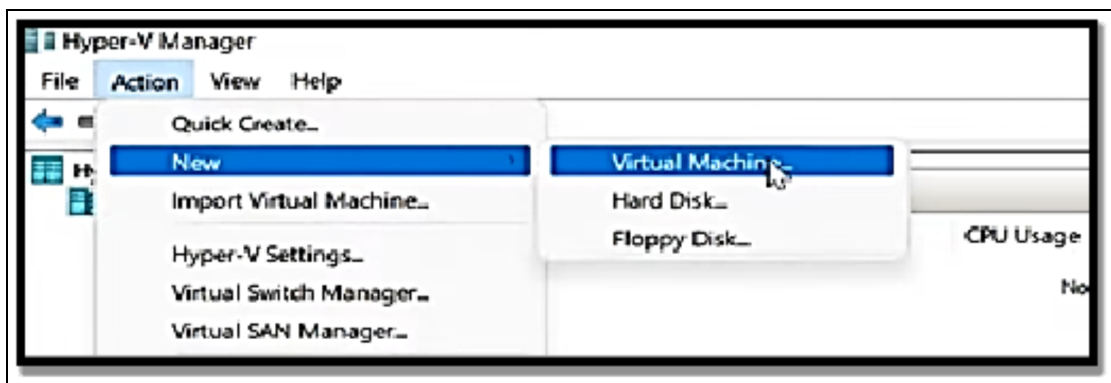 Hyper-V Manager
File Action View Help
Quick Create...
New
Virtual Machine...
Import Virtual Machine...
Hard Disk...
Floppy Disk...
Hyper-V Settings...
CPU Usage
Virtual Switch Manager...
No
Virtual SAN Manager...